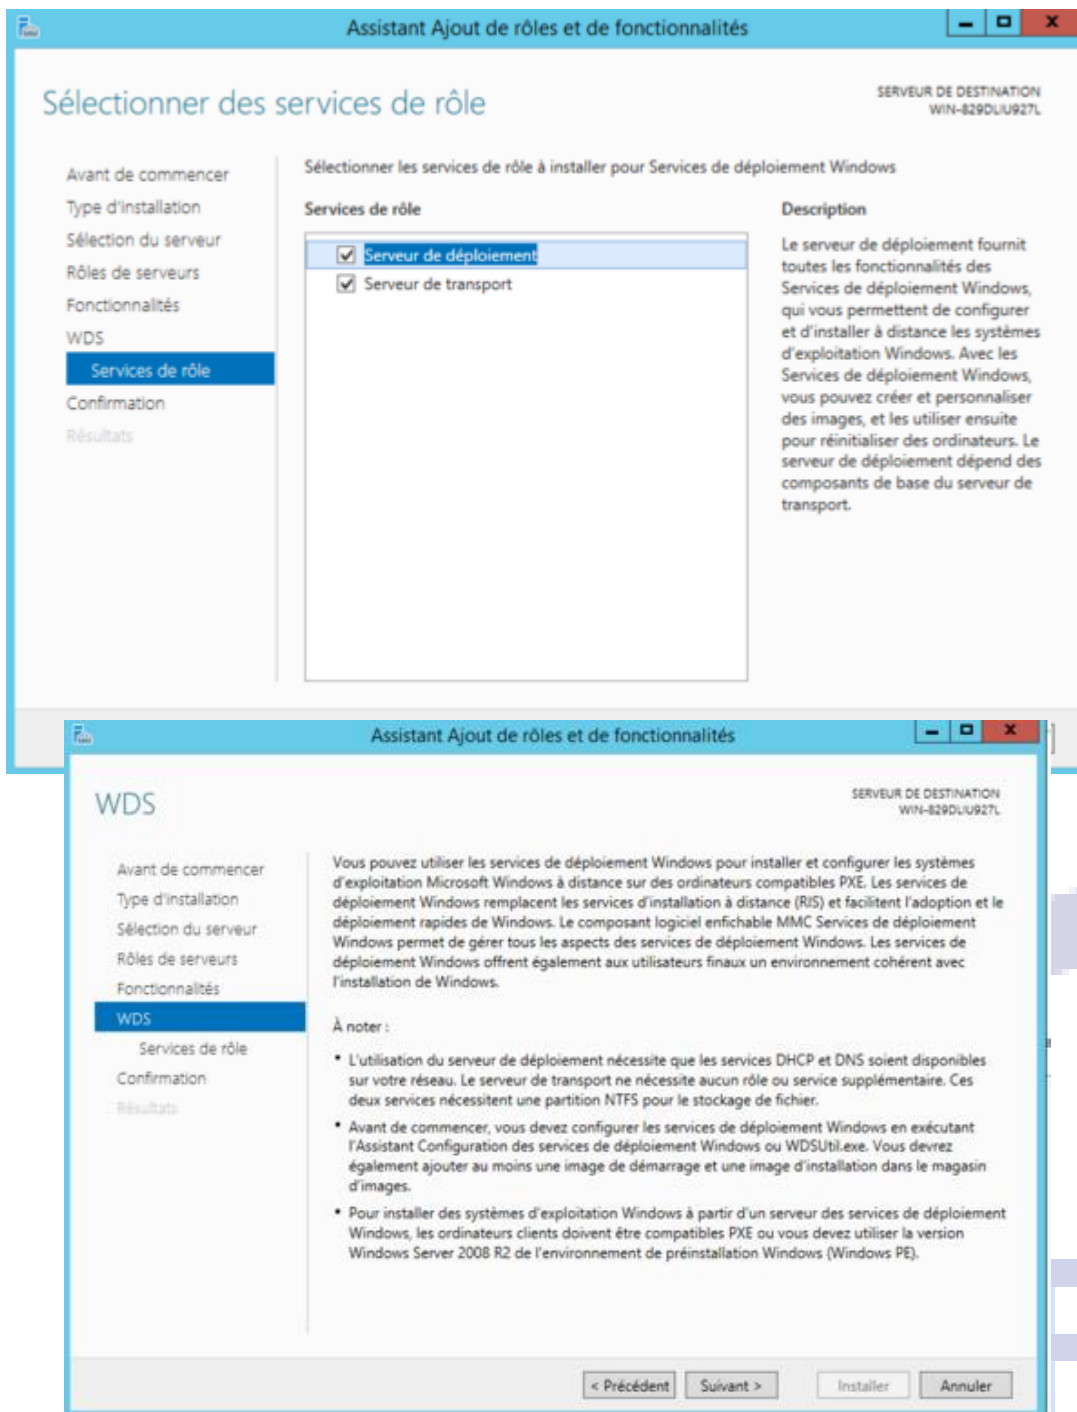 Assistant Ajout de rôles et de fonctionnalités
Sélectionner des services de rôle
SERVEUR DE DESTINATION
WIN-829DLIU927L
Avant de commencer
Type d'installation
Sélection du serveur
Rôles de serveurs
Fonctionnalités
WDS
Services de rôle
Confirmation
Résultats
Sélectionner les services de rôle à installer pour Services de déploiement Windows
Services de rôle
Serveur de déploiement
Serveur de transport
Description
Le serveur de déploiement fournit
toutes les fonctionnalités des
Services de déploiement Windows,
qui vous permettent de configurer
et d'installer à distance les systèmes
d'exploitation Windows. Avec les
Services de déploiement Windows,
vous pouvez créer et personnaliser
des images, et les utiliser ensuite
pour réinitialiser des ordinateurs. Le
serveur de déploiement dépend des
composants de base du serveur de
transport.
Assistant Ajout de rôles et de fonctionnalités
WDS
SERVEUR DE DESTINATION
WIN-829DLIU927L
Avant de commencer
Type d'installation
Sélection du serveur
Rôles de serveurs
Fonctionnalités
WDS
Services de rôle
Confirmation
Résultats
Vous pouvez utiliser les services de déploiement Windows pour installer et configurer les systèmes
d'exploitation Microsoft Windows à distance sur des ordinateurs compatibles PXE. Les services de
déploiement Windows remplacent les services d'installation à distance (RIS) et facilitent l'adoption et le
déploiement rapides de Windows. Le composant logiciel enfichable MMC Services de déploiement
Windows permet de gérer tous les aspects des services de déploiement Windows. Les services de
déploiement Windows offrent également aux utilisateurs finaux un environnement cohérent avec
l'installation de Windows.
À noter :
• L'utilisation du serveur de déploiement nécessite que les services DHCP et DNS soient disponibles
sur votre réseau. Le serveur de transport ne nécessite aucun rôle ou service supplémentaire. Ces
deux services nécessitent une partition NTFS pour le stockage de fichier.
• Avant de commencer, vous devez configurer les services de déploiement Windows en exécutant
l'Assistant Configuration des services de déploiement Windows ou WDSUtil.exe. Vous devrez
également ajouter au moins une image de démarrage et une image d'installation dans le magasin
d'images.
• Pour installer des systèmes d'exploitation Windows à partir d'un serveur des services de déploiement
Windows, les ordinateurs clients doivent être compatibles PXE ou vous devez utiliser la version
Windows Server 2008 R2 de l'environnement de préinstallation Windows (Windows PE).
< Précédent
Suivant >
Installer
Annuler